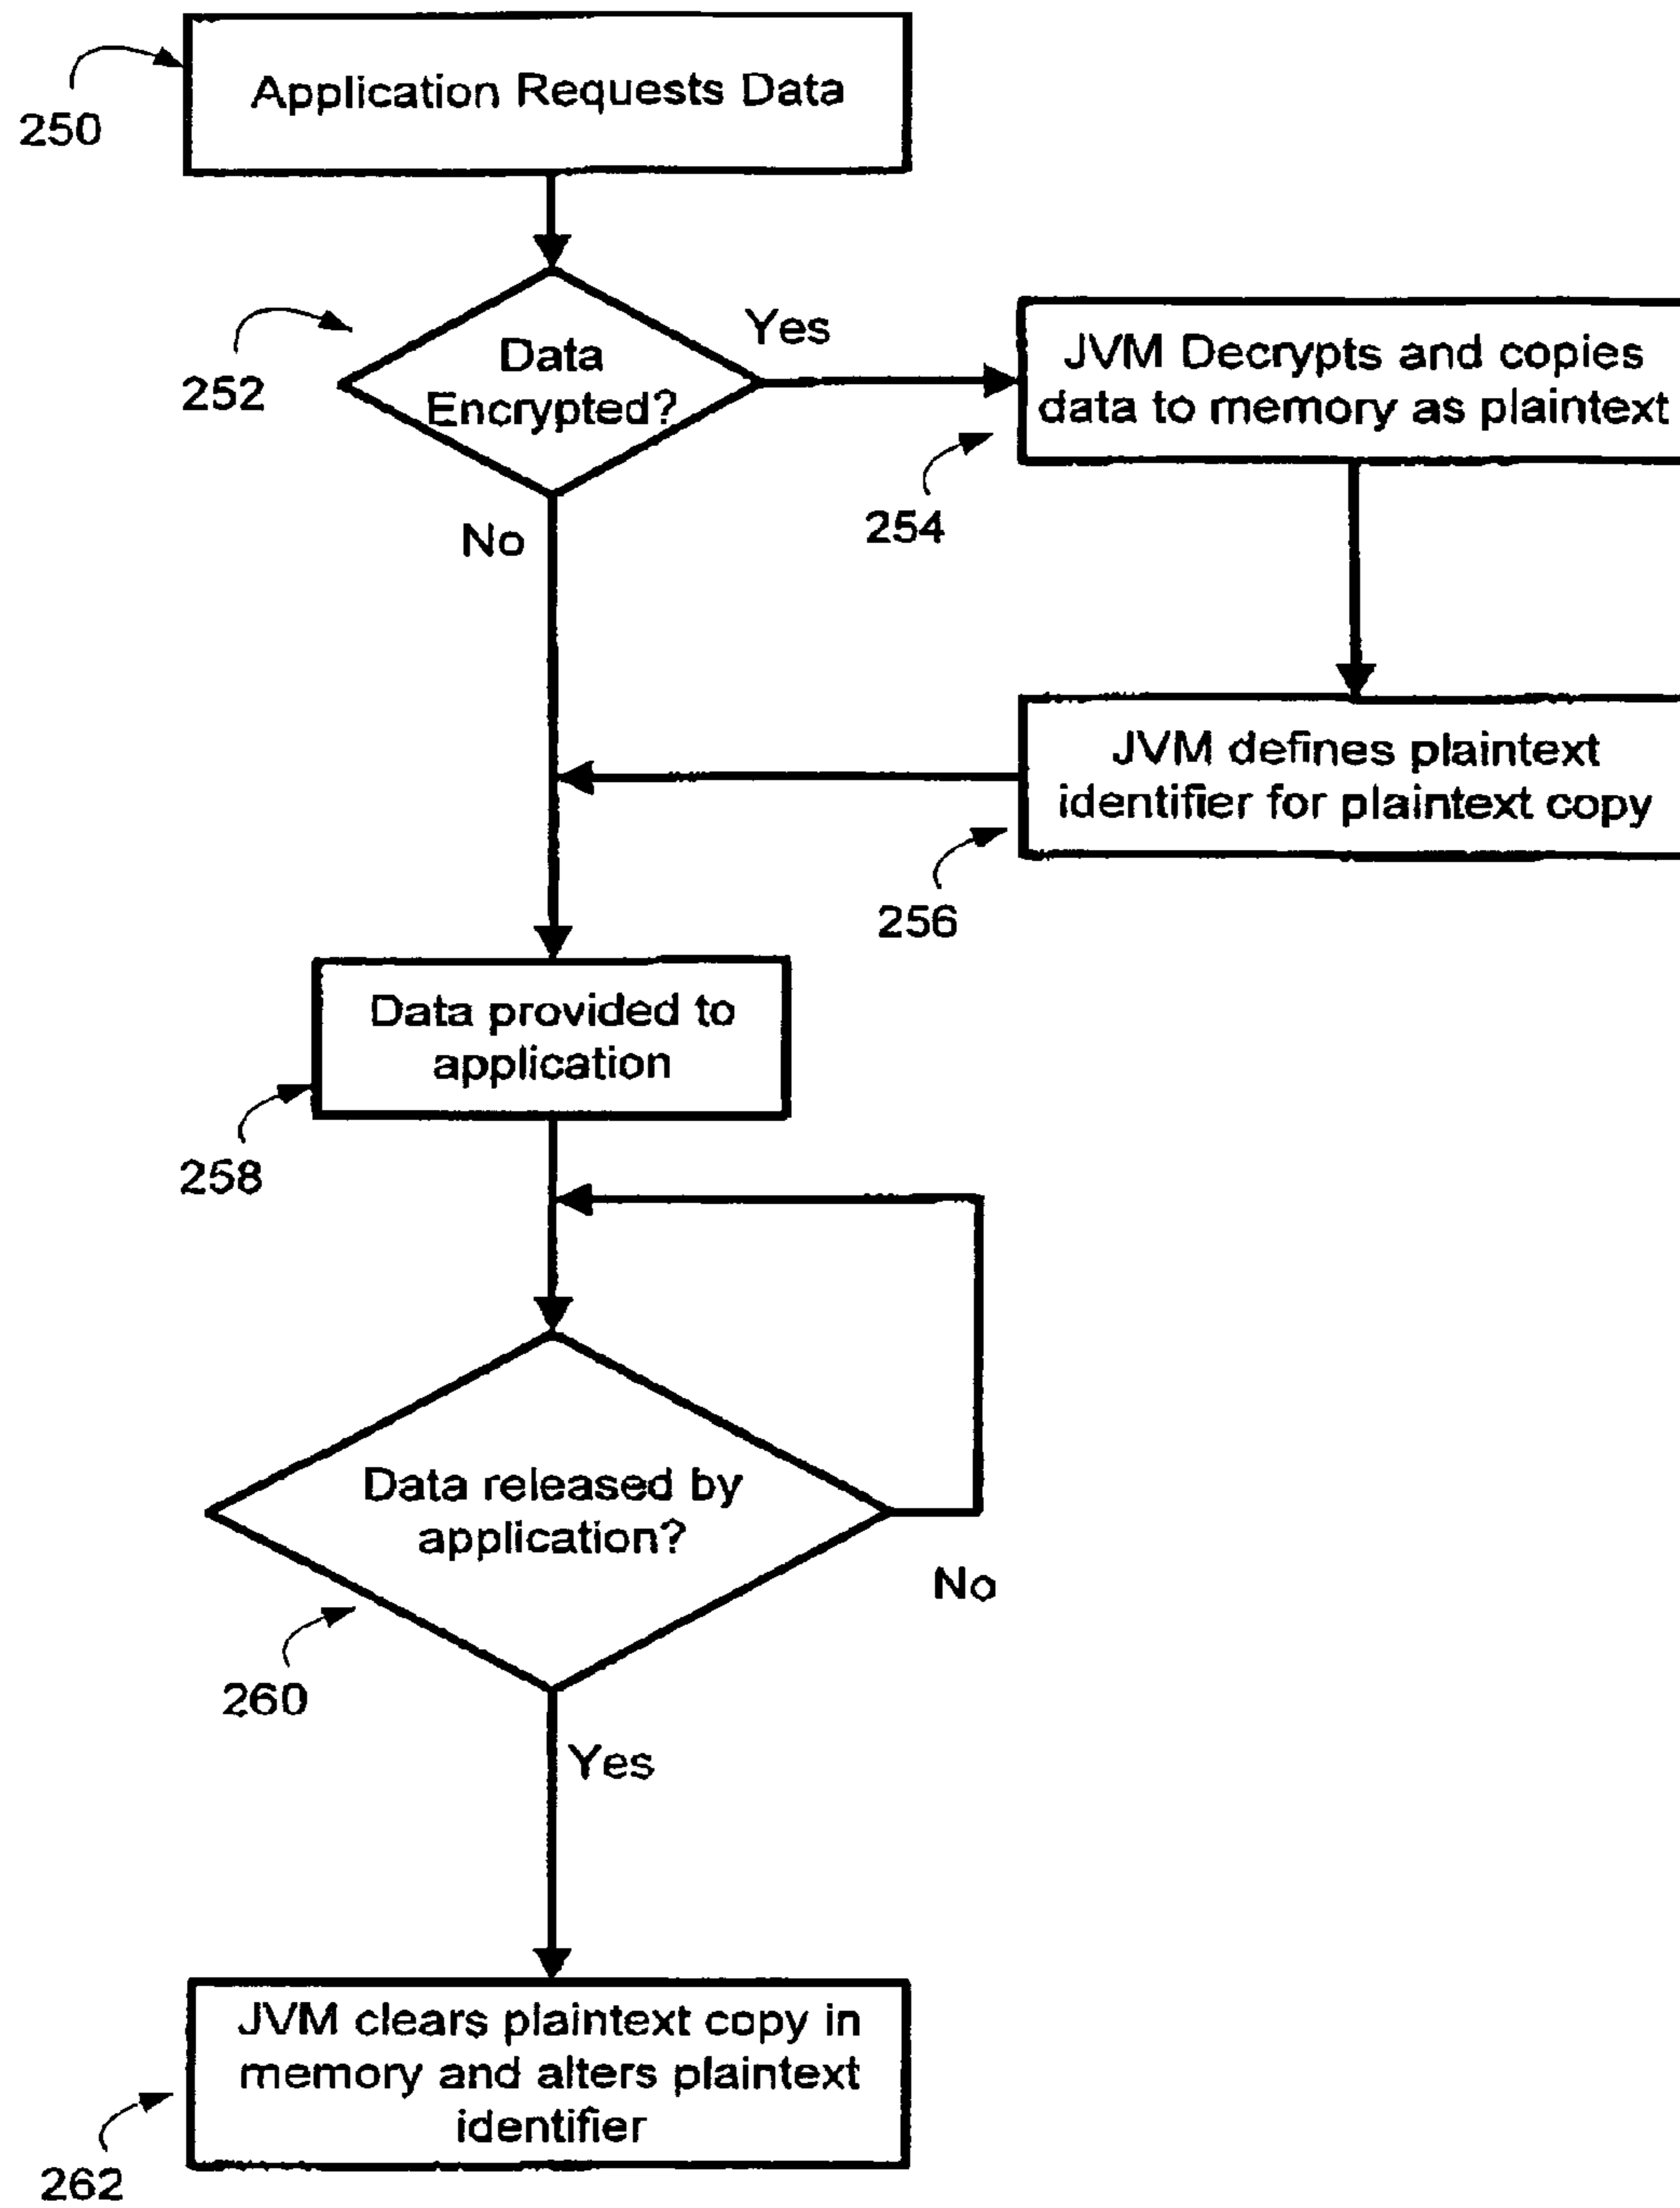 Application Requests Data
250
Data
Encrypted?
Yes
252
No
JVM Decrypts and copies
data to memory as plaintext
254
JVM defines plaintext
identifier for plaintext copy
256
Data provided to
application
258
Data released by
application?
No
260
Yes
JVM clears plaintext copy in
memory and alters plaintext
identifier
262